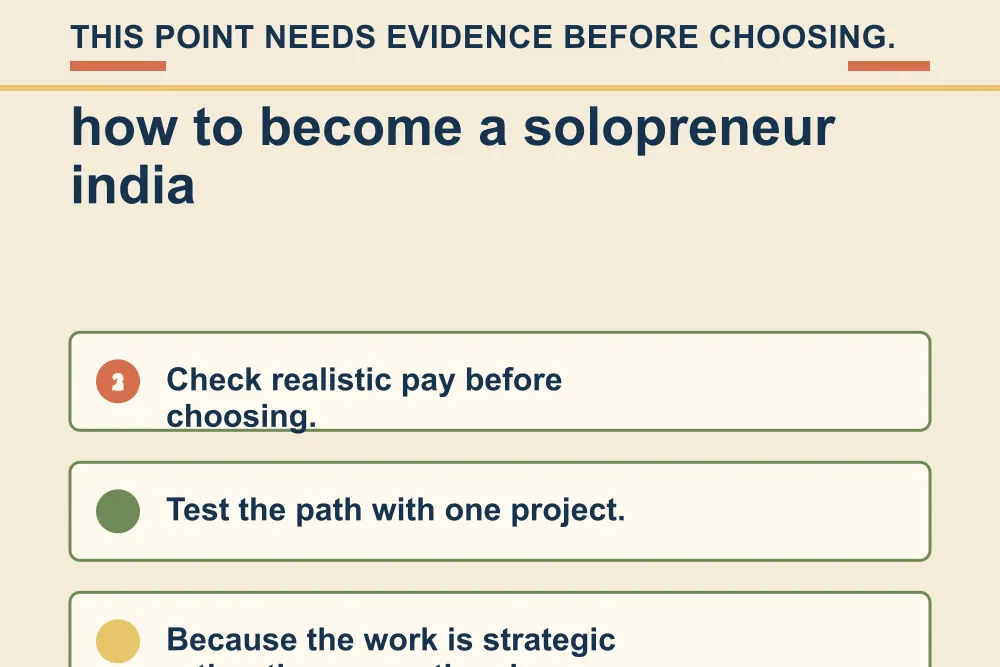 THIS POINT NEEDS EVIDENCE BEFORE CHOOSING.
how to become a solopreneur
india
Check realistic pay before
choosing.
Test the path with one project.
Because the work is strategic